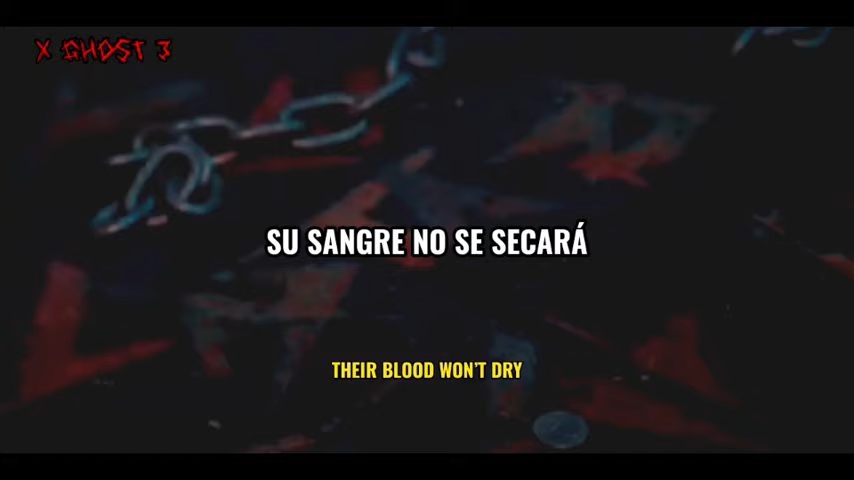 X GHOST 3
SU SANGRE NO SE SECARÁ
THEIR BLOOD WON'T DRY